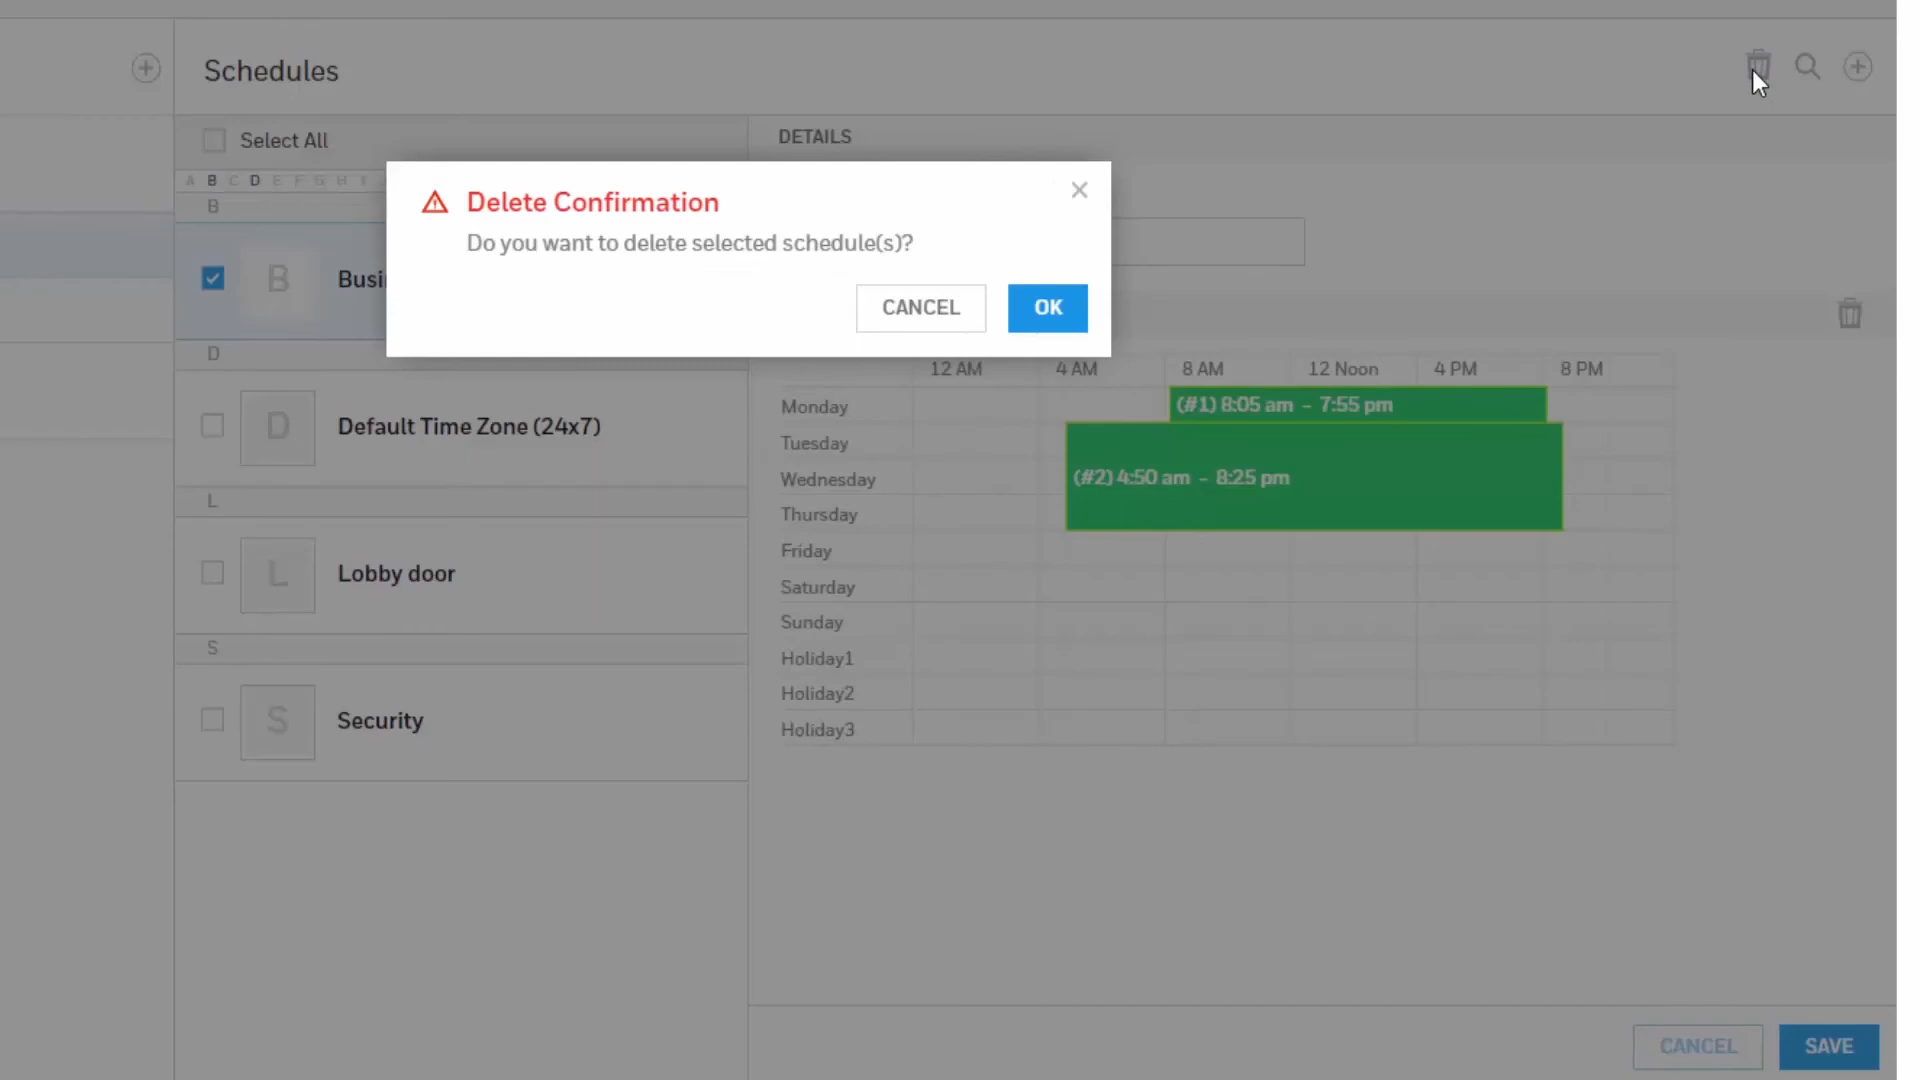 Schedules
Select All
DETAILS
A B C D E F G H I
B
Delete Confirmation
Do you want to delete selected schedule(s)?
CANCEL OK
B Busi
D
D Default Time Zone (24x7)
L
L Lobby door
S
S Security
12 AM 4 AM 8 AM 12 Noon 4 PM 8 PM
Monday (#1) 8:05 am - 7:55 pm
Tuesday
Wednesday (#2) 4:50 am - 8:25 pm
Thursday
Friday
Saturday
Sunday
Holiday1
Holiday2
Holiday3
CANCEL SAVE